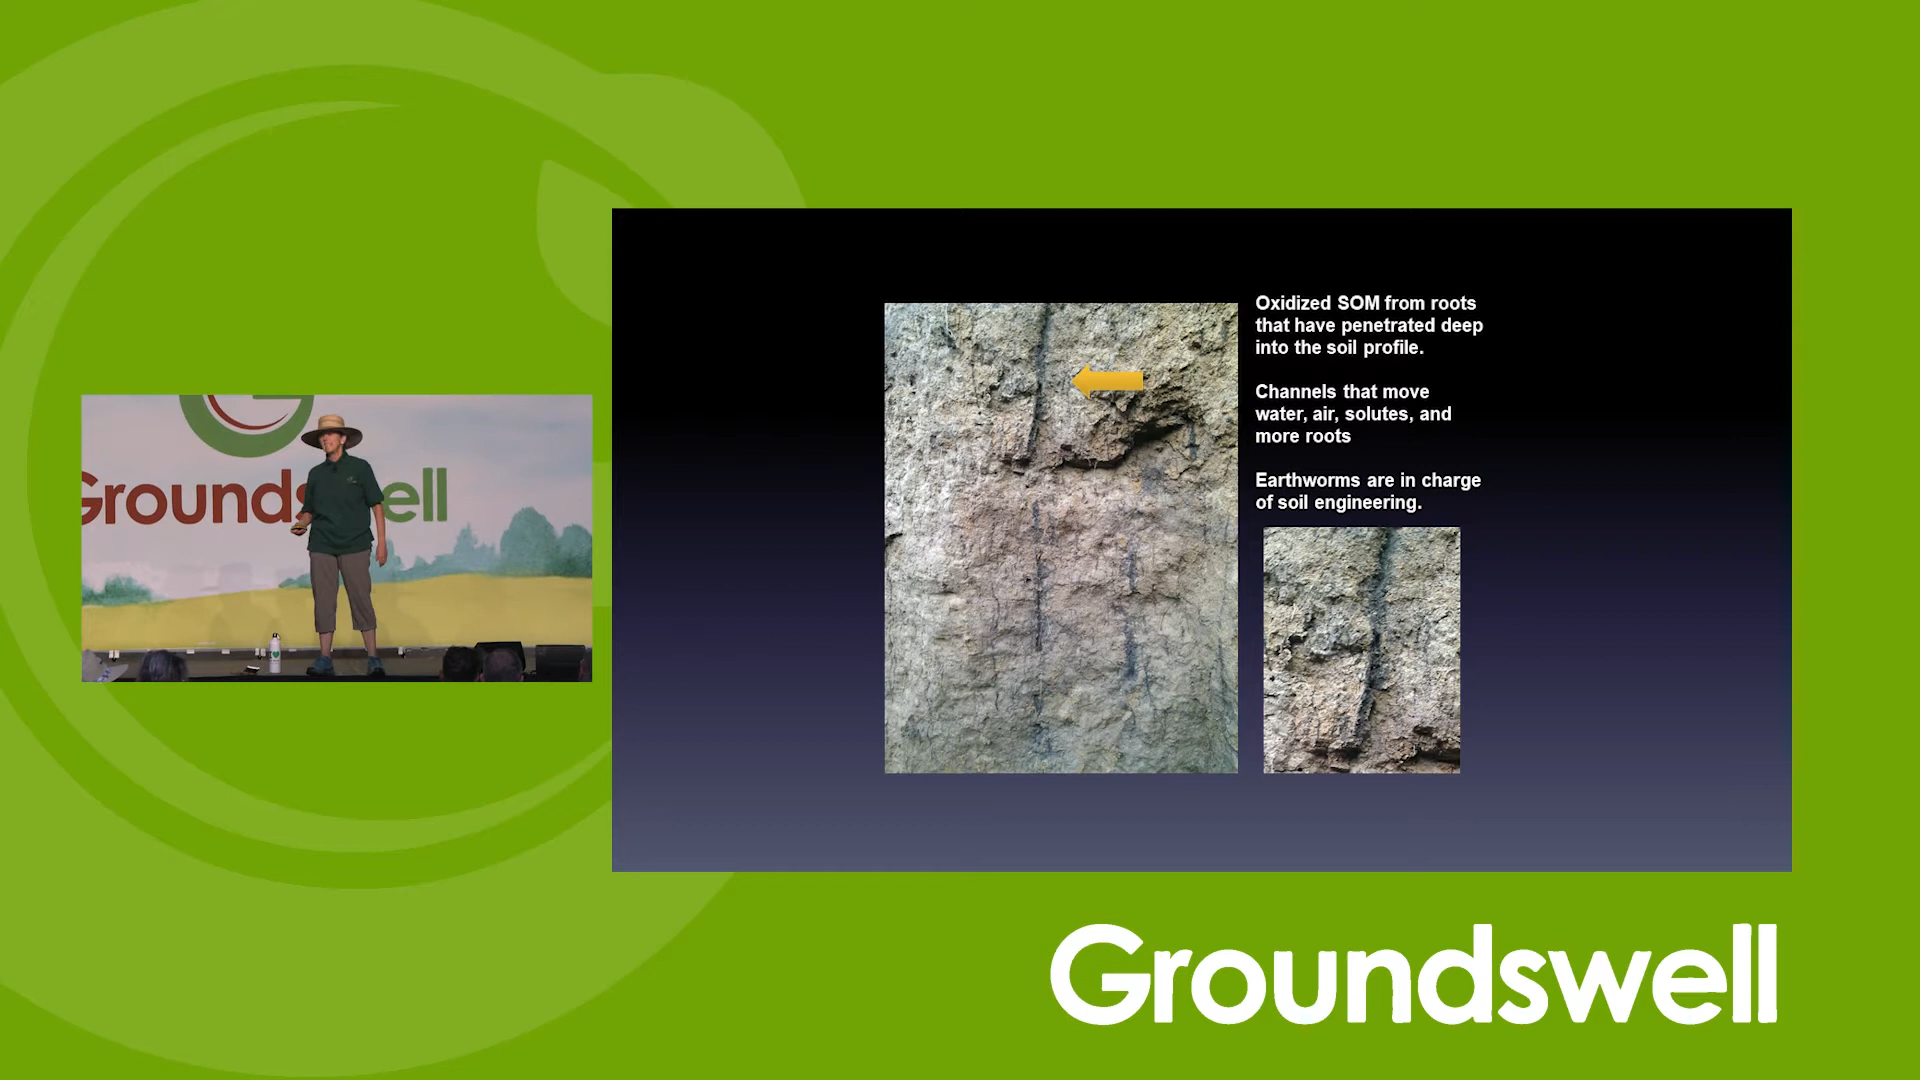 Groundswell
Oxidized SOM from roots
that have penetrated deep
into the soil profile.
Channels that move
water, air, solutes, and
more roots
Earthworms are in charge
of soil engineering.
Groundswell